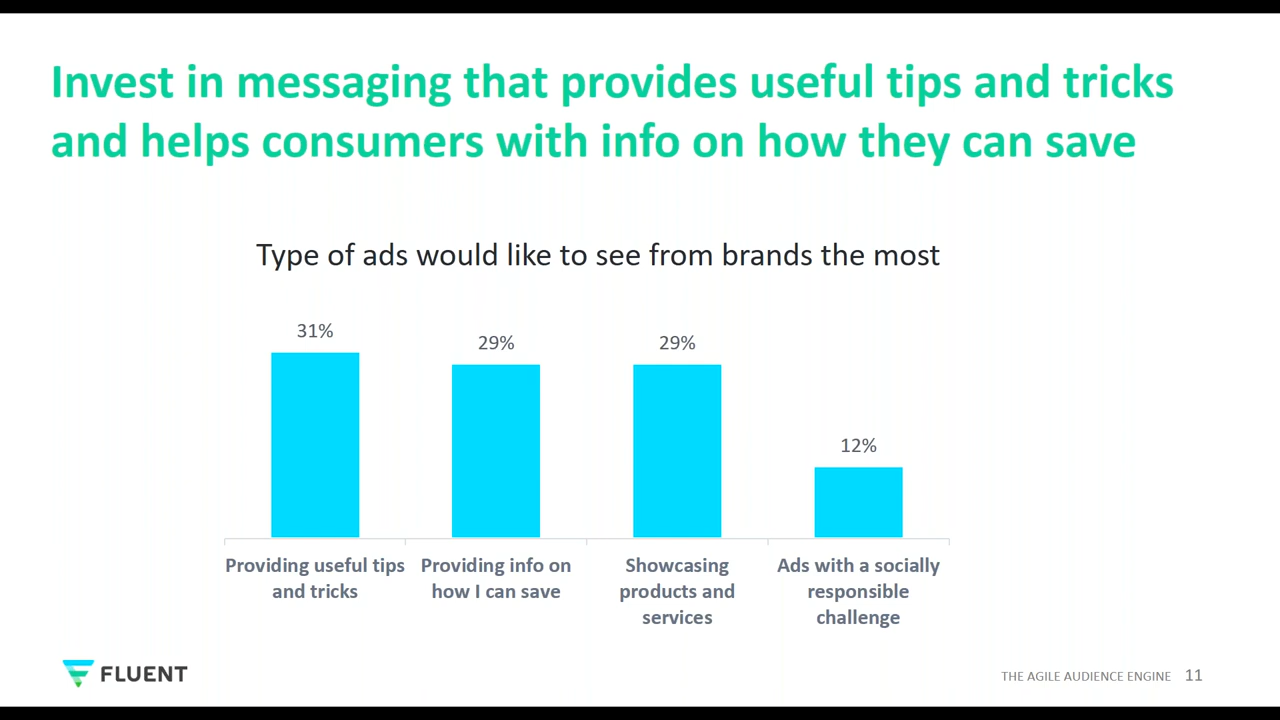 Invest in messaging that provides useful tips and tricks
and helps consumers with info on how they can save
Type of ads would like to see from brands the most
31%
29%
29%
12%
Providing useful tips
and tricks
Providing info on
how I can save
Showcasing
products and
services
Ads with a socially
responsible
challenge
FLUENT
THE AGILE AUDIENCE ENGINE 11